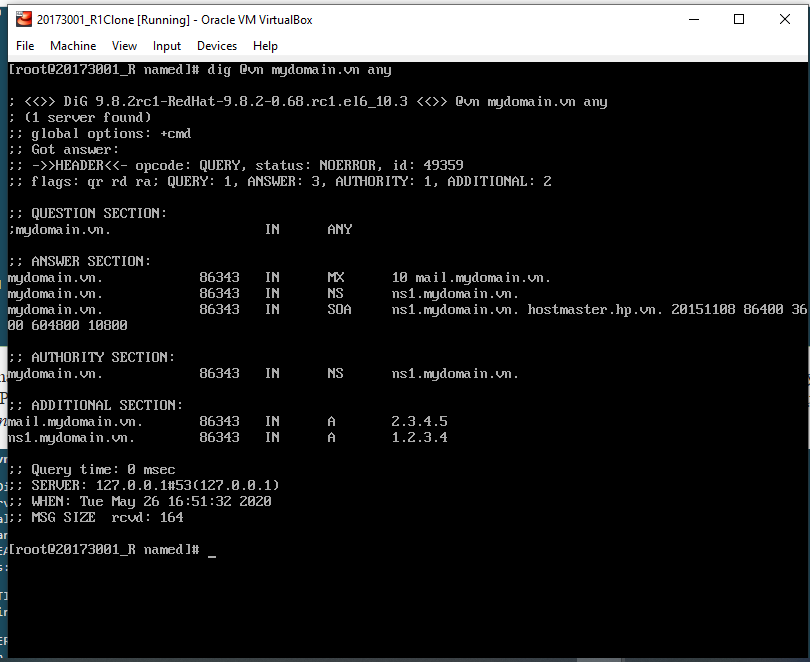 20173001_R1Clone [Running] - Oracle VM VirtualBox
File Machine View Input Devices Help
[root@20173001_R named]# dig @vn mydomain.vn any
; <<>> DiG 9.8.2rc1-RedHat-9.8.2-0.68.rc1.el6_10.3 <<>> @vn mydomain.vn any
; (1 server found)
;; global options: +cmd
;; Got answer:
;; ->>HEADER<<- opcode: QUERY, status: NOERROR, id: 49359
;; flags: qr rd ra; QUERY: 1, ANSWER: 3, AUTHORITY: 1, ADDITIONAL: 2
;; QUESTION SECTION:
;mydomain.vn. IN ANY
;; ANSWER SECTION:
mydomain.vn. 86343 IN MX 10 mail.mydomain.vn.
mydomain.vn. 86343 IN NS ns1.mydomain.vn.
mydomain.vn. 86343 IN SOA ns1.mydomain.vn. hostmaster.hp.vn. 20151108 86400 36
00 604800 10800
;; AUTHORITY SECTION:
mydomain.vn. 86343 IN NS ns1.mydomain.vn.
;; ADDITIONAL SECTION:
mail.mydomain.vn. 86343 IN A 2.3.4.5
ns1.mydomain.vn. 86343 IN A 1.2.3.4
;; Query time: 0 msec
;; SERVER: 127.0.0.1#53(127.0.0.1)
;; WHEN: Tue May 26 16:51:32 2020
;; MSG SIZE rcvd: 164
[root@20173001_R named]# _